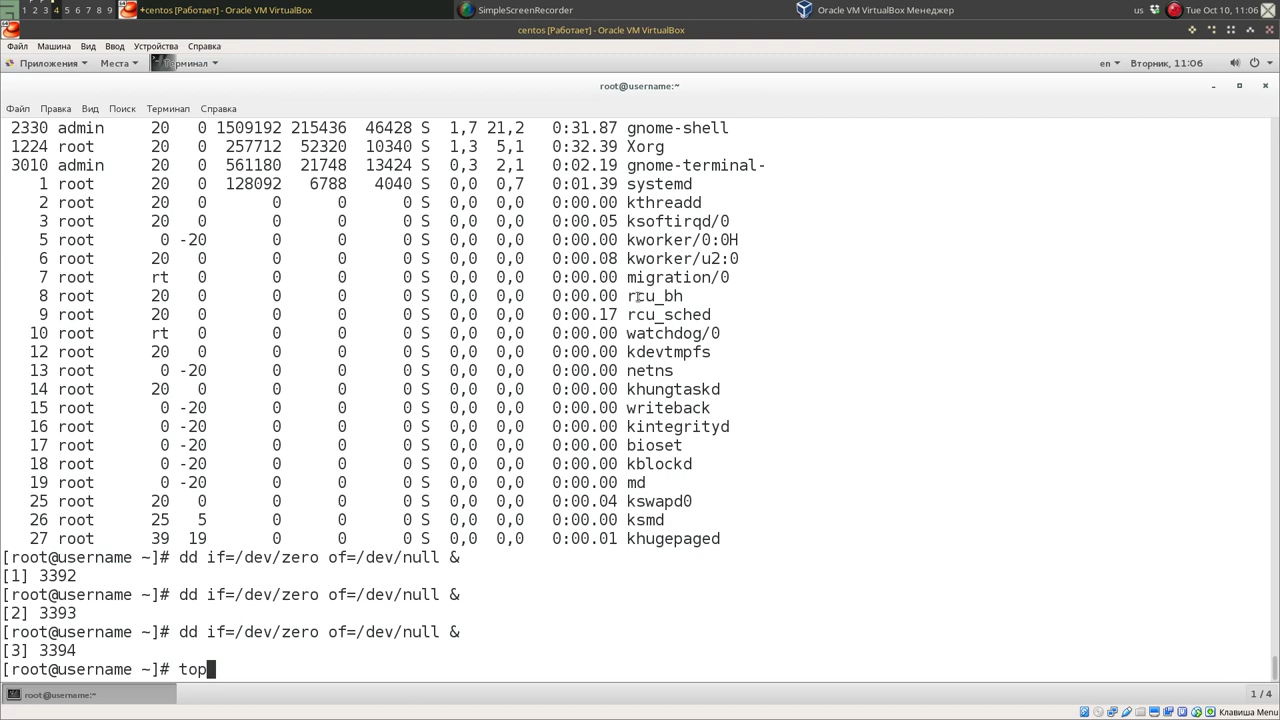 1 2 3 4 5 6 7 8 9 10 11 12 *centos [Работает] - Oracle VM VirtualBox SimpleScreenRecorder Oracle VM VirtualBox Менеджер us Tue Oct 10, 11:06
centos [Работает] - Oracle VM VirtualBox
Файл Машина Вид Ввод Устройства Справка
Приложения Места Терминал en Вторник, 11:06
root@username:~
Файл Правка Вид Поиск Терминал Справка
2330 admin 20 0 1509192 215436 46428 S 1,7 21,2 0:31.87 gnome-shell
1224 root 20 0 257712 52320 10340 S 1,3 5,1 0:32.39 Xorg
3010 admin 20 0 561180 21748 13424 S 0,3 2,1 0:02.19 gnome-terminal-
1 root 20 0 128092 6788 4040 S 0,0 0,7 0:01.39 systemd
2 root 20 0 0 0 0 S 0,0 0,0 0:00.00 kthreadd
3 root 20 0 0 0 0 S 0,0 0,0 0:00.05 ksoftirqd/0
5 root 0 -20 0 0 0 S 0,0 0,0 0:00.00 kworker/0:0H
6 root 20 0 0 0 0 S 0,0 0,0 0:00.08 kworker/u2:0
7 root rt 0 0 0 0 S 0,0 0,0 0:00.00 migration/0
8 root 20 0 0 0 0 S 0,0 0,0 0:00.00 rcu_bh
9 root 20 0 0 0 0 S 0,0 0,0 0:00.17 rcu_sched
10 root rt 0 0 0 0 S 0,0 0,0 0:00.00 watchdog/0
12 root 20 0 0 0 0 S 0,0 0,0 0:00.00 kdevtmpfs
13 root 0 -20 0 0 0 S 0,0 0,0 0:00.00 netns
14 root 20 0 0 0 0 S 0,0 0,0 0:00.00 khungtaskd
15 root 0 -20 0 0 0 S 0,0 0,0 0:00.00 writeback
16 root 0 -20 0 0 0 S 0,0 0,0 0:00.00 kintegrityd
17 root 0 -20 0 0 0 S 0,0 0,0 0:00.00 bioset
18 root 0 -20 0 0 0 S 0,0 0,0 0:00.00 kblockd
19 root 0 -20 0 0 0 S 0,0 0,0 0:00.00 md
25 root 20 0 0 0 0 S 0,0 0,0 0:00.04 kswapd0
26 root 25 5 0 0 0 S 0,0 0,0 0:00.00 ksmd
27 root 39 19 0 0 0 S 0,0 0,0 0:00.01 khugepaged
[root@username ~]# dd if=/dev/zero of=/dev/null &
[1] 3392
[root@username ~]# dd if=/dev/zero of=/dev/null &
[2] 3393
[root@username ~]# dd if=/dev/zero of=/dev/null &
[3] 3394
[root@username ~]# top
root@username:~ 1 / 4
Клавиша Menu